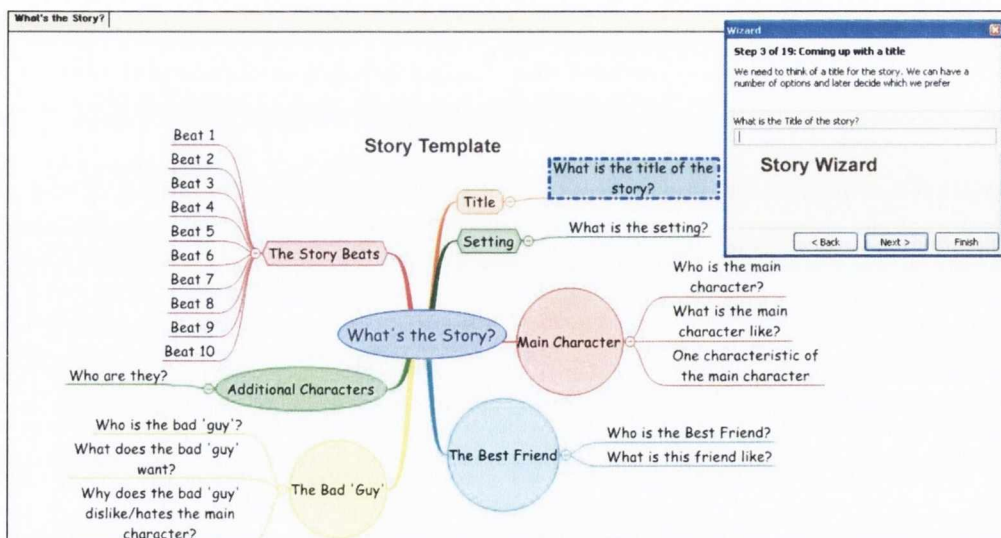 What's the Story?
Wizard
Step 3 of 19: Coming up with a title
We need to think of a title for the story. We can have a
number of options and later decide which we prefer
What is the Title of the story?
Story Wizard
< Back
Next >
Finish
Story Template
What is the title of the
story?
Title
Setting
What is the setting?
Beat 1
Beat 2
Beat 3
Beat 4
Beat 5
Beat 6
Beat 7
Beat 8
Beat 9
Beat 10
The Story Beats
What's the Story?
Main Character
Who is the main
character?
What is the main
character like?
One characteristic of
the main character
Who are they?
Additional Characters
The Best Friend
Who is the Best Friend?
What is this friend like?
Who is the bad 'guy'?
What does the bad 'guy'
want?
Why does the bad 'guy'
dislike/hates the main
character?
The Bad 'Guy'